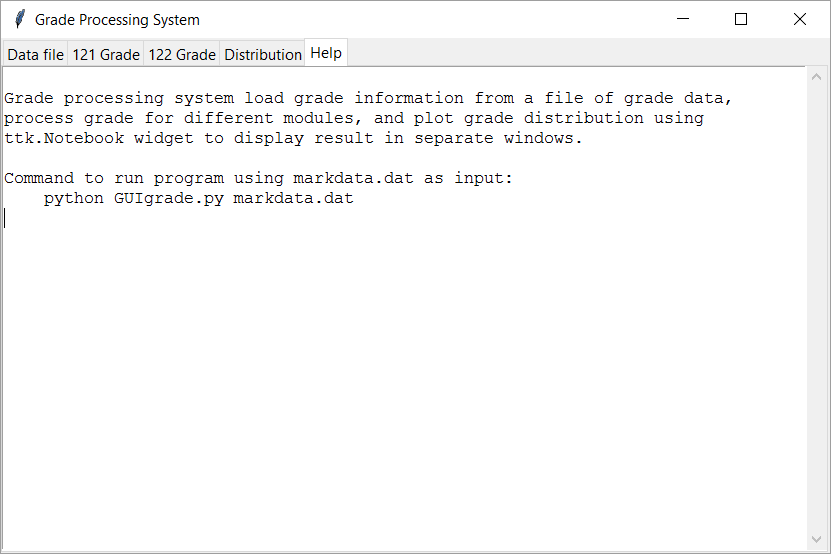 Grade Processing System
Data file 121 Grade 122 Grade Distribution Help
Grade processing system load grade information from a file of grade data,
process grade for different modules, and plot grade distribution using
ttk.Notebook widget to display result in separate windows.
Command to run program using markdata.dat as input:
python GUIgrade.py markdata.dat